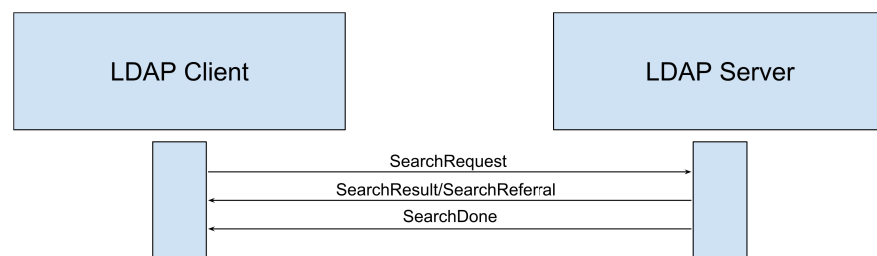 LDAP Client
LDAP Server
SearchRequest
SearchResult/SearchReferral
SearchDone